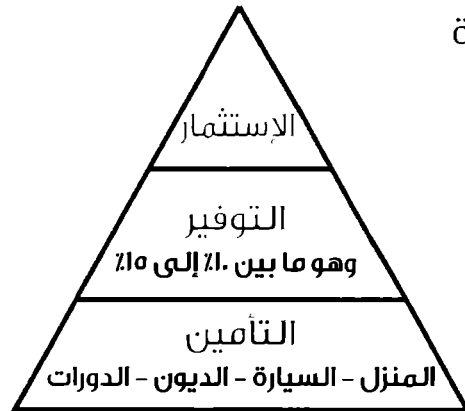 ة
الإستثمار
التوفير
وهو ما بين ١٠٪ إلى ١٥٪
التأمين
المنزل – السيارة – الديون – الدورات